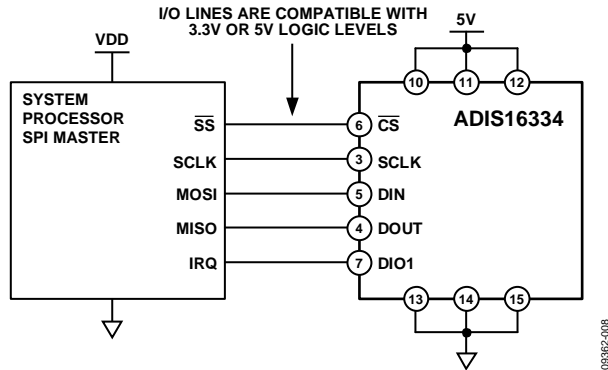 I/O LINES ARE COMPATIBLE WITH
3.3V OR 5V LOGIC LEVELS
VDD
5V
SYSTEM
PROCESSOR
SPI MASTER
10 11 12
ADIS16334
SS 6 CS
SCLK 3 SCLK
MOSI 5 DIN
MISO 4 DOUT
IRQ 7 DIO1
13 14 15
09362-008